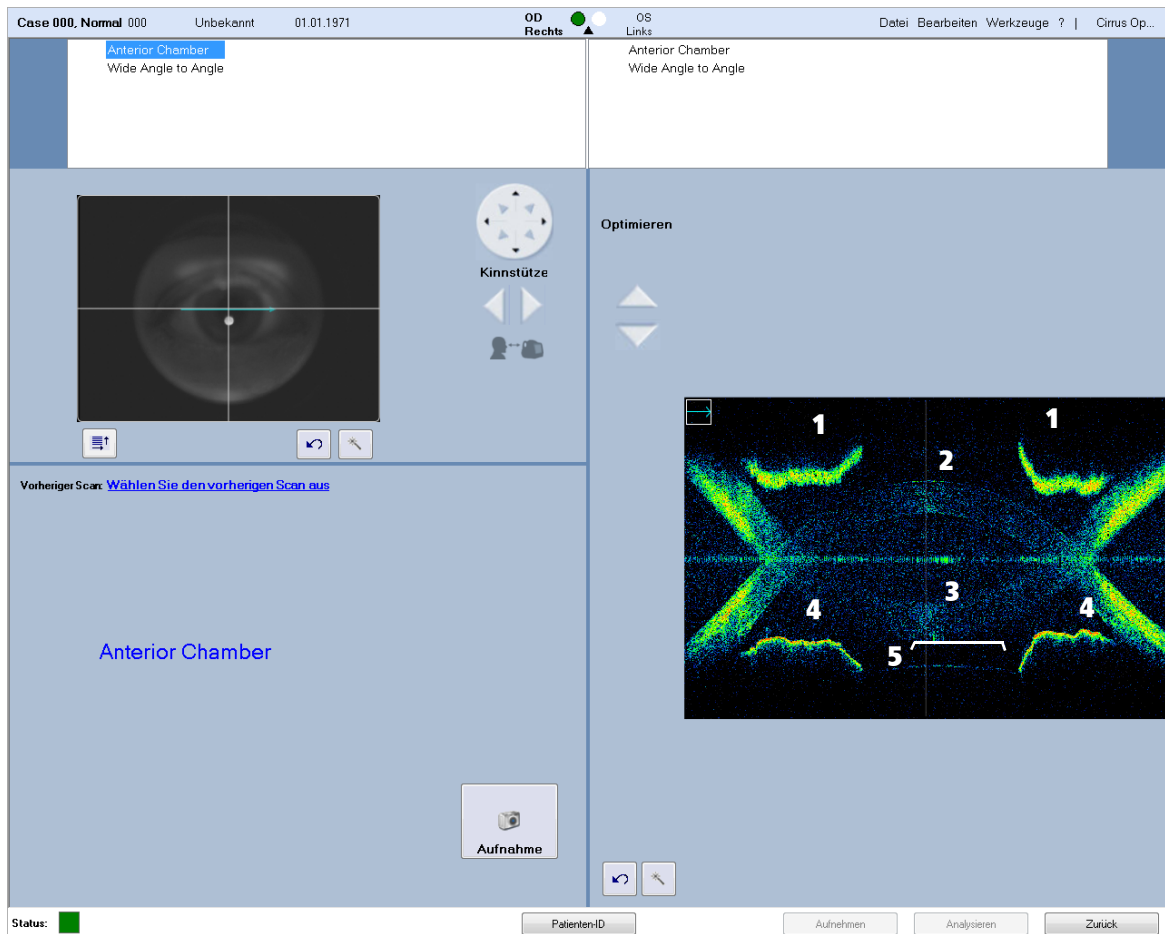 Case 000, Normal 000 Unbekannt 01.01.1971 OD Rechts OS Links Datei Bearbeiten Werkzeuge ? | Cirrus Op...
Anterior Chamber
Wide Angle to Angle
Anterior Chamber
Wide Angle to Angle
Kinnstütze
Optimieren
Vorheriger Scan: Wählen Sie den vorherigen Scan aus
Anterior Chamber
Aufnahme
1 1
2
3
4 4
5
Status: Patienten-ID Aufnehmen Analysieren Zurück